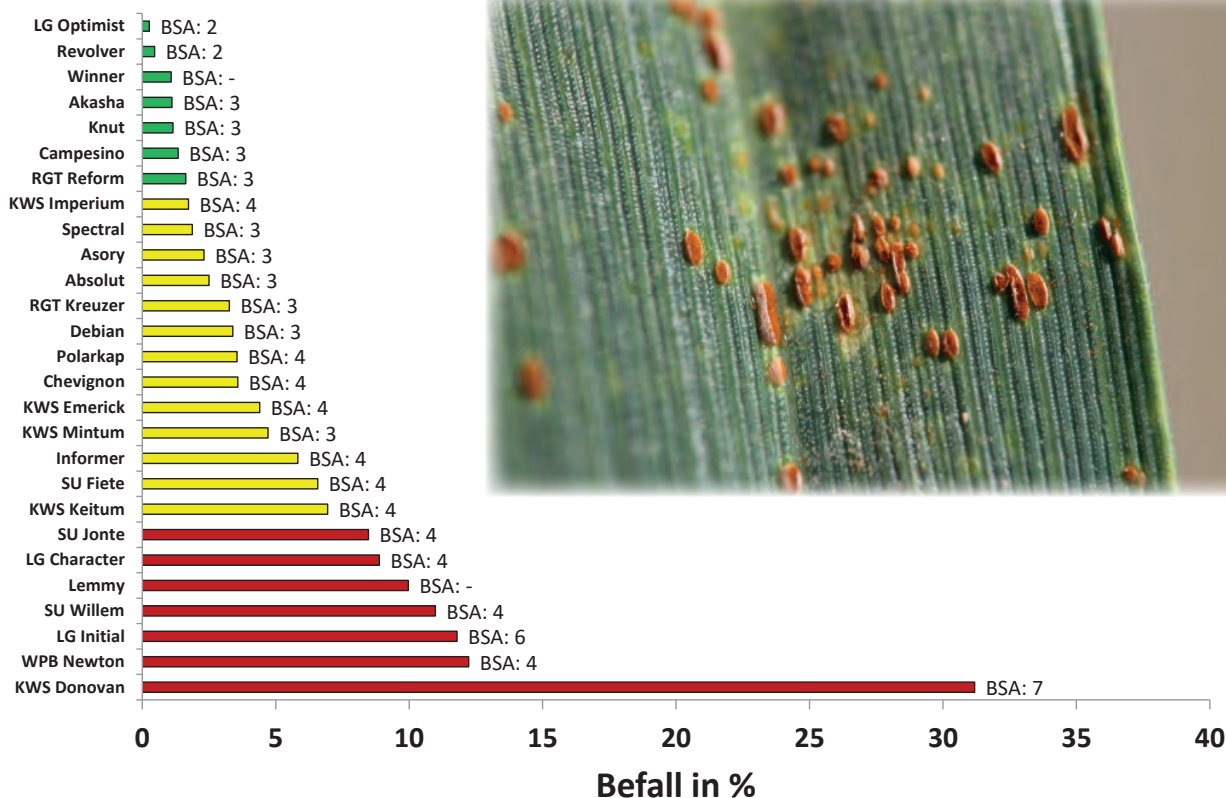 LG Optimist BSA: 2
Revolver BSA: 2
Winner BSA: -
Akasha BSA: 3
Knut BSA: 3
Campesino BSA: 3
RGT Reform BSA: 3
KWS Imperium BSA: 4
Spectral BSA: 3
Asory BSA: 3
Absolut BSA: 3
RGT Kreuzer BSA: 3
Debian BSA: 3
Polarkap BSA: 4
Chevignon BSA: 4
KWS Emerick BSA: 4
KWS Mintum BSA: 3
Informer BSA: 4
SU Fiete BSA: 4
KWS Keitum BSA: 4
SU Jonte BSA: 4
LG Character BSA: 4
Lemmy BSA: -
SU Willem BSA: 4
LG Initial BSA: 6
WPB Newton BSA: 4
KWS Donovan BSA: 7
0 5 10 15 20 25 30 35 40
Befall in %